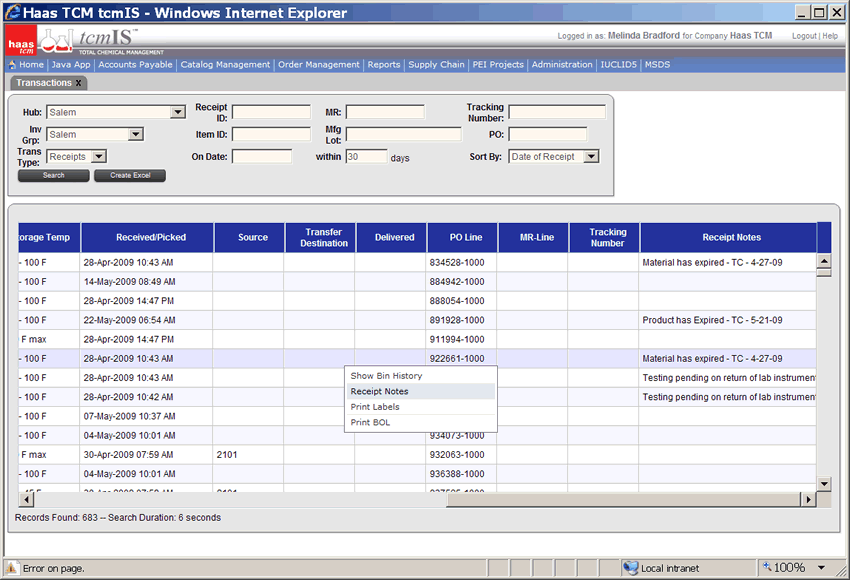 Haas TCM tcmIS - Windows Internet Explorer
haas tcm
tcmIS™
TOTAL CHEMICAL MANAGEMENT
Logged in as: Melinda Bradford for Company Haas TCM Logout | Help
Home | Java App | Accounts Payable | Catalog Management | Order Management | Reports | Supply Chain | PEI Projects | Administration | IUCLID5 | MSDS
Transactions X
Hub: Salem Receipt ID: MR: Tracking Number:
Inv Grp: Salem Item ID: Mfg Lot: PO:
Trans Type: Receipts On Date: within 30 days Sort By: Date of Receipt
Search Create Excel
orage Temp Received/Picked Source Transfer Destination Delivered PO Line MR-Line Tracking Number Receipt Notes
- 100 F 28-Apr-2009 10:43 AM 834528-1000 Material has expired - TC - 4-27-09
- 100 F 14-May-2009 08:49 AM 884942-1000
- 100 F 28-Apr-2009 14:47 PM 888054-1000
- 100 F 22-May-2009 06:54 AM 891928-1000 Product has Expired - TC - 5-21-09
F max 28-Apr-2009 14:47 PM 911994-1000
- 100 F 28-Apr-2009 10:43 AM 922661-1000 Material has expired - TC - 4-27-09
- 100 F 28-Apr-2009 10:43 AM Testing pending on return of lab instrument
- 100 F 28-Apr-2009 10:42 AM Testing pending on return of lab instrument
- 100 F 07-May-2009 10:37 AM
- 100 F 04-May-2009 10:01 AM 934073-1000
F max 30-Apr-2009 07:59 AM 2101 932063-1000
- 100 F 04-May-2009 10:01 AM 936388-1000
Show Bin History
Receipt Notes
Print Labels
Print BOL
Records Found: 683 -- Search Duration: 6 seconds
Error on page. Local intranet 100%